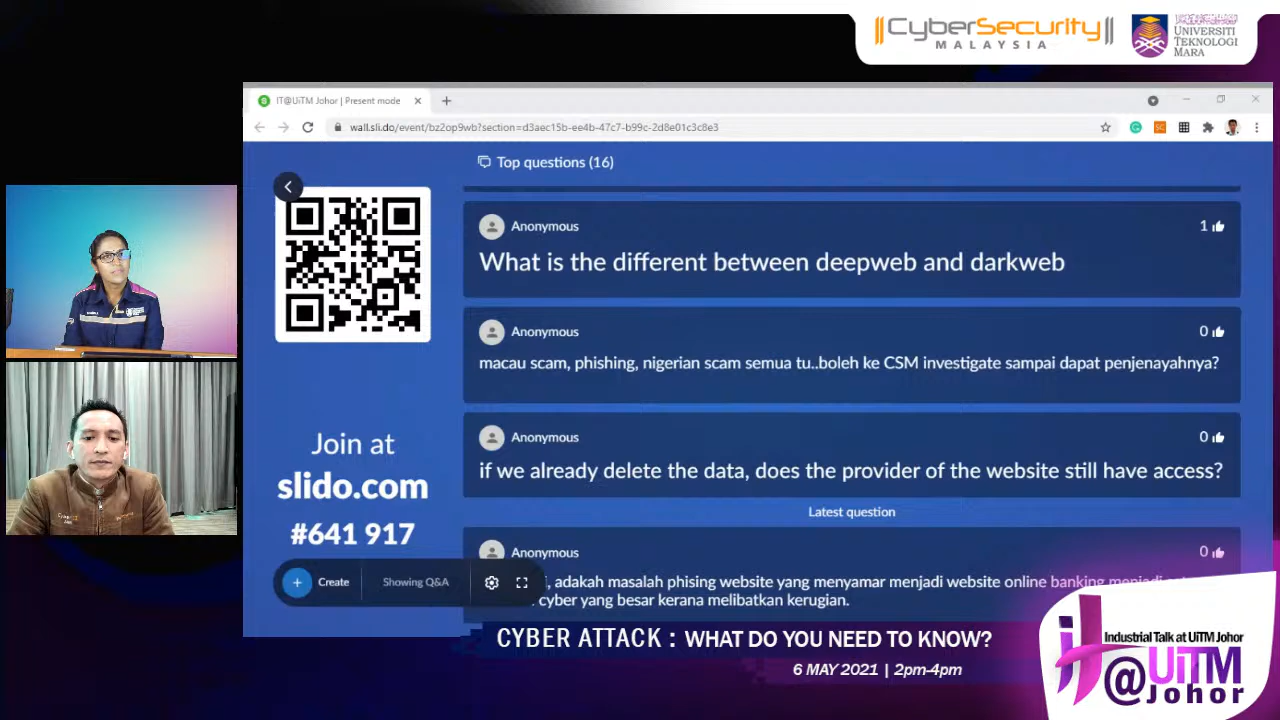 CyberSecurity
MALAYSIA
UNIVERSITI
TEKNOLOGI
MARA
IT@UiTM Johor | Present mode
wall.sli.do/event/bz2op9wb?section=d3aec15b-ee4b-47c7-b99c-2d8e01c3c8e3
Top questions (16)
Anonymous
1
What is the different between deepweb and darkweb
Anonymous
0
macau scam, phishing, nigerian scam semua tu..boleh ke CSM investigate sampai dapat penjenayahnya?
Anonymous
0
if we already delete the data, does the provider of the website still have access?
Latest question
Anonymous
0
, adakah masalah phising website yang menyamar menjadi website online banking menjadi
cyber yang besar kerana melibatkan kerugian.
Join at
slido.com
#641 917
Create
Showing Q&A
CYBER ATTACK : WHAT DO YOU NEED TO KNOW?
6 MAY 2021 | 2pm-4pm
Industrial Talk at UiTM Johor
iT
@UiTM
Johor